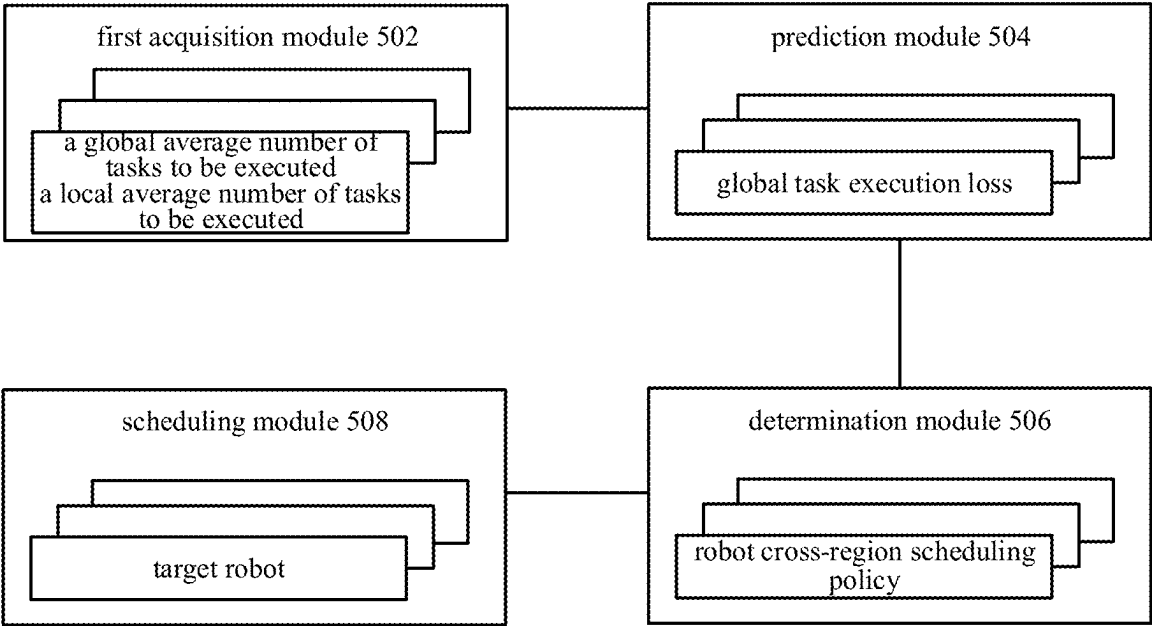 first acquisition module 502
a global average number of
tasks to be executed
a local average number of tasks
to be executed
prediction module 504
global task execution loss
scheduling module 508
target robot
determination module 506
robot cross-region scheduling
policy